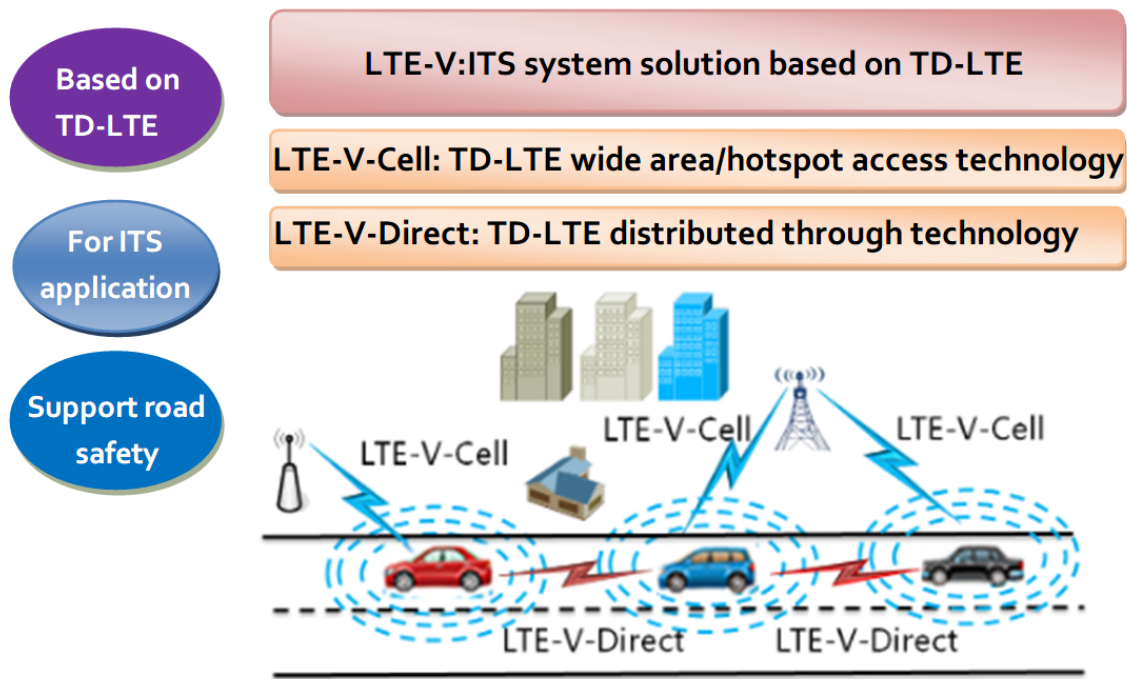 Based on
TD-LTE
For ITS
application
Support road
safety
LTE-V:ITS system solution based on TD-LTE
LTE-V-Cell: TD-LTE wide area/hotspot access technology
LTE-V-Direct: TD-LTE distributed through technology
LTE-V-Cell
LTE-V-Cell
LTE-V-Cell
LTE-V-Direct
LTE-V-Direct